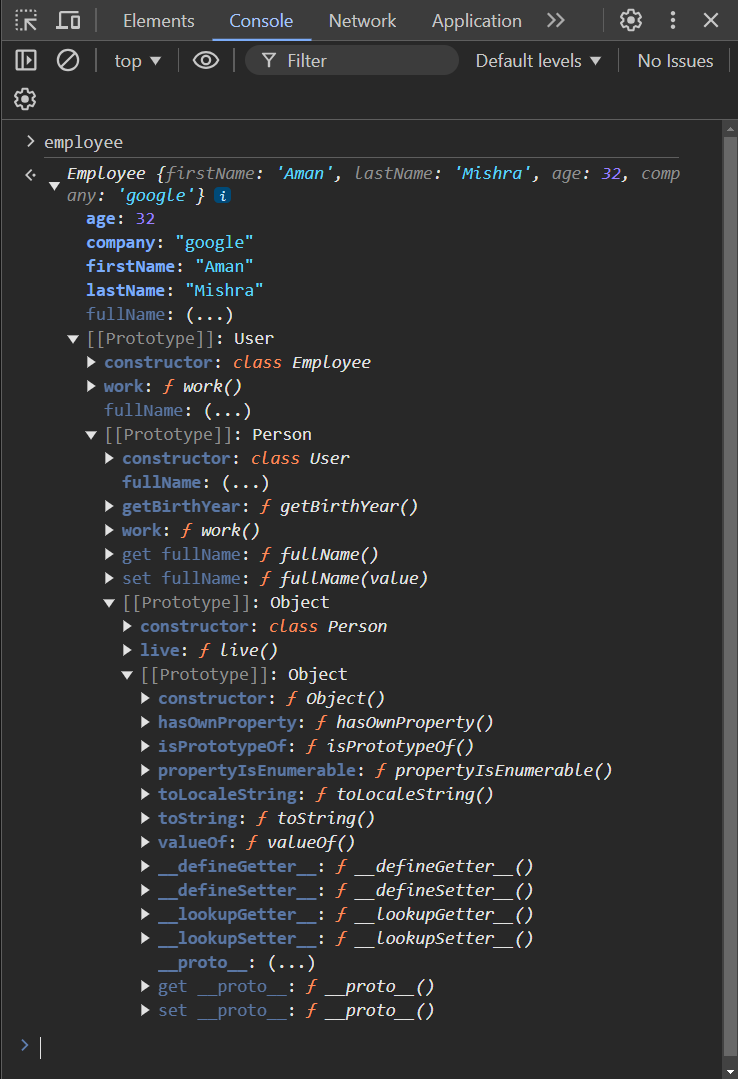 Elements Console Network Application
top Filter Default levels No Issues
employee
Employee {firstName: 'Aman', lastName: 'Mishra', age: 32, comp
any: 'google'} i
age: 32
company: "google"
firstName: "Aman"
lastName: "Mishra"
fullName: (...)
[[Prototype]]: User
constructor: class Employee
work: ƒ work()
fullName: (...)
[[Prototype]]: Person
constructor: class User
fullName: (...)
getBirthYear: ƒ getBirthYear()
work: ƒ work()
get fullName: ƒ fullName()
set fullName: ƒ fullName(value)
[[Prototype]]: Object
constructor: class Person
live: ƒ live()
[[Prototype]]: Object
constructor: ƒ Object()
hasOwnProperty: ƒ hasOwnProperty()
isPrototypeOf: ƒ isPrototypeOf()
propertyIsEnumerable: ƒ propertyIsEnumerable()
toLocaleString: ƒ toLocaleString()
toString: ƒ toString()
valueOf: ƒ valueOf()
__defineGetter__: ƒ __defineGetter__()
__defineSetter__: ƒ __defineSetter__()
__lookupGetter__: ƒ __lookupGetter__()
__lookupSetter__: ƒ __lookupSetter__()
__proto__: (...)
get __proto__: ƒ __proto__()
set __proto__: ƒ __proto__()